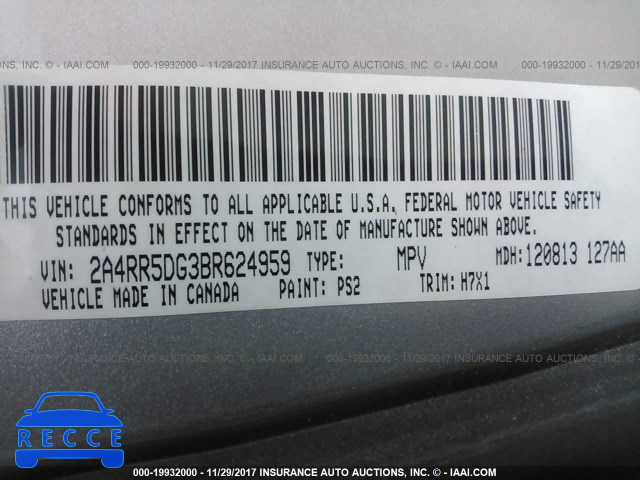 000-19932000 - 11/29/2017 INSURANCE AUTO AUCTIONS, INC. - © - IAAI.COM
THIS VEHICLE CONFORMS TO ALL APPLICABLE U.S.A. FEDERAL MOTOR VEHICLE SAFETY
STANDARDS IN EFFECT ON THE DATE OF MANUFACTURE SHOWN ABOVE.
VIN: 2A4RR5DG3BR624959 TYPE: MPV MDH:120813 127AA
VEHICLE MADE IN CANADA PAINT: PS2 TRIM: H7X1
000-19932000 - 11/29/2017 INSURANCE AUTO AUCTIONS, INC. - © - IAAI.COM
RECCE
000-19932000 - 11/29/2017 INSURANCE AUTO AUCTIONS, INC. - © - IAAI.COM